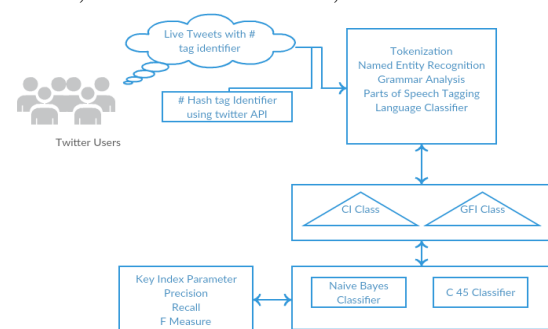 Live Tweets with #
tag identifier
# Hash tag Identifier
using twitter API
Twitter Users
Tokenization
Named Entity Recognition
Grammar Analysis
Parts of Speech Tagging
Language Classifier
CI Class
GFI Class
Naive Bayes
Classifier
C 45 Classifier
Key Index Parameter
Precision
Recall
F Measure